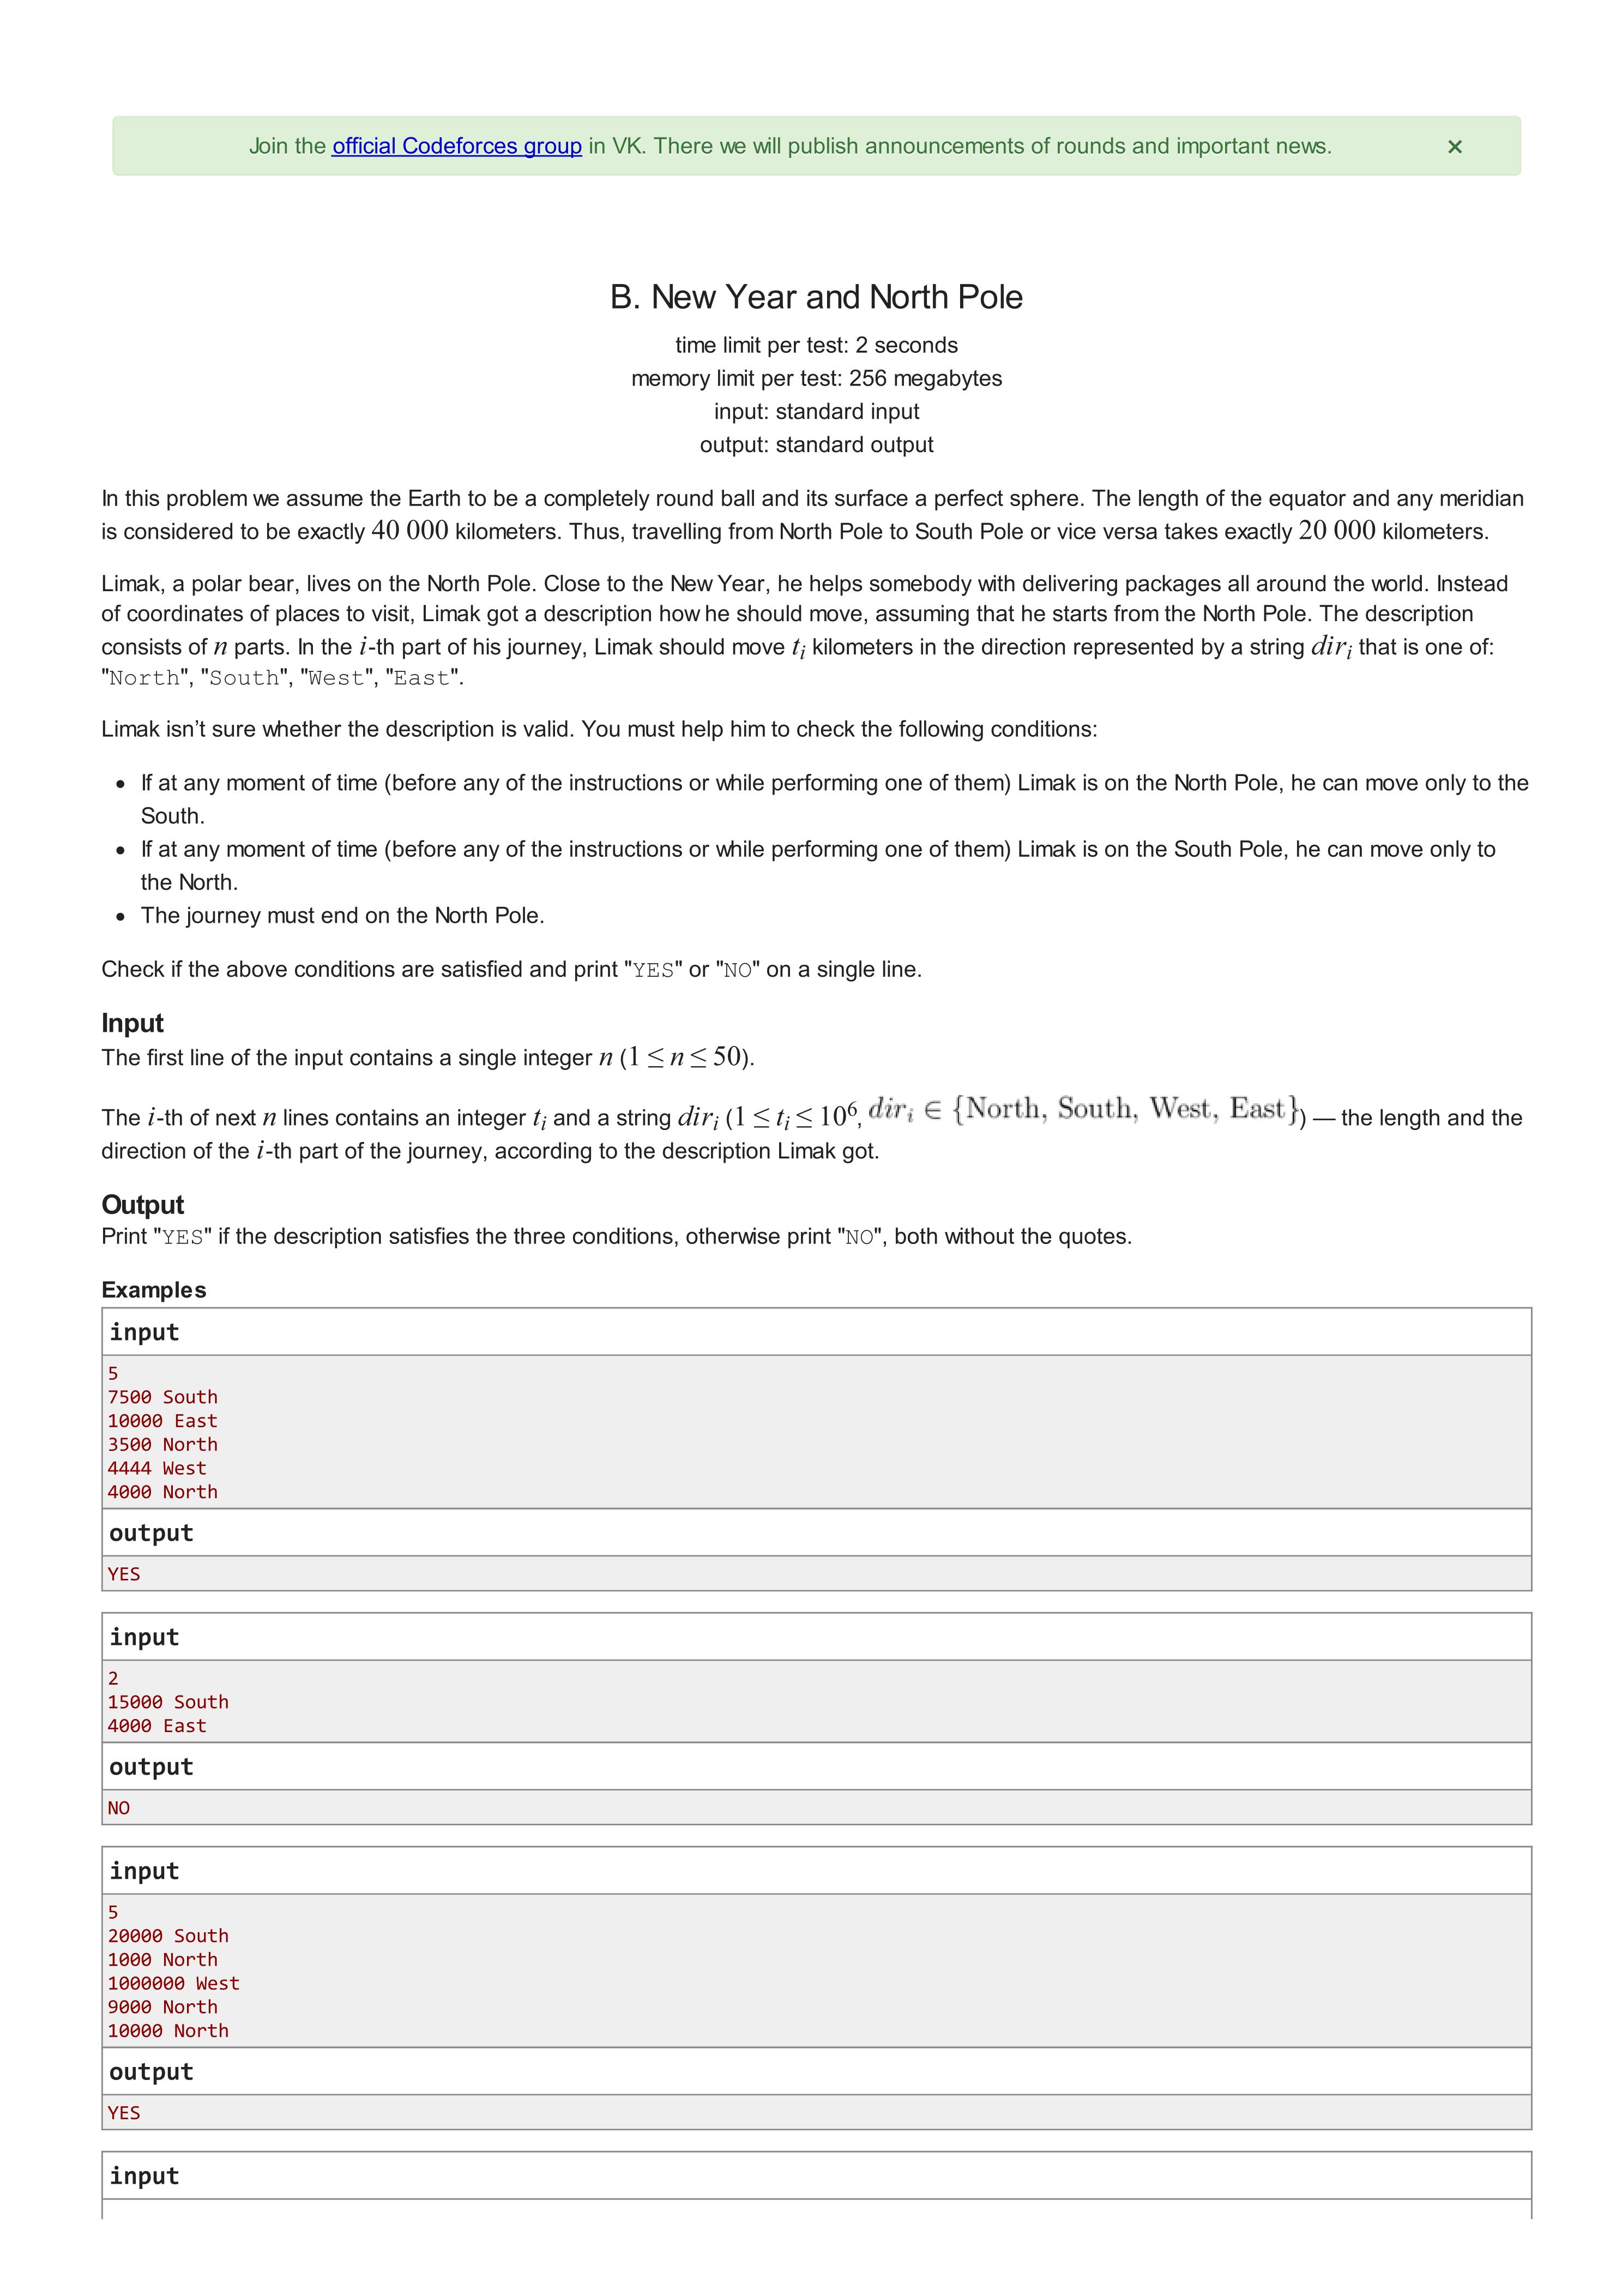 Join the official Codeforces group in VK. There we will publish announcements of rounds and important news. ×
B. New Year and North Pole
time limit per test: 2 seconds
memory limit per test: 256 megabytes
input: standard input
output: standard output
In this problem we assume the Earth to be a completely round ball and its surface a perfect sphere. The length of the equator and any meridian
is considered to be exactly 40 000 kilometers. Thus, travelling from North Pole to South Pole or vice versa takes exactly 20 000 kilometers.
Limak, a polar bear, lives on the North Pole. Close to the New Year, he helps somebody with delivering packages all around the world. Instead
of coordinates of places to visit, Limak got a description how he should move, assuming that he starts from the North Pole. The description
consists of n parts. In the i-th part of his journey, Limak should move t_i kilometers in the direction represented by a string dir_i that is one of:
"North", "South", "West", "East".
Limak isn’t sure whether the description is valid. You must help him to check the following conditions:
• If at any moment of time (before any of the instructions or while performing one of them) Limak is on the North Pole, he can move only to the
South.
• If at any moment of time (before any of the instructions or while performing one of them) Limak is on the South Pole, he can move only to
the North.
• The journey must end on the North Pole.
Check if the above conditions are satisfied and print "YES" or "NO" on a single line.
Input
The first line of the input contains a single integer n (1 ≤ n ≤ 50).
The i-th of next n lines contains an integer t_i and a string dir_i (1 ≤ t_i ≤ 10^6, dir_i ∈ {North, South, West, East}) — the length and the
direction of the i-th part of the journey, according to the description Limak got.
Output
Print "YES" if the description satisfies the three conditions, otherwise print "NO", both without the quotes.
Examples
input
5
7500 South
10000 East
3500 North
4444 West
4000 North
output
YES
input
2
15000 South
4000 East
output
NO
input
5
20000 South
1000 North
1000000 West
9000 North
10000 North
output
YES
input